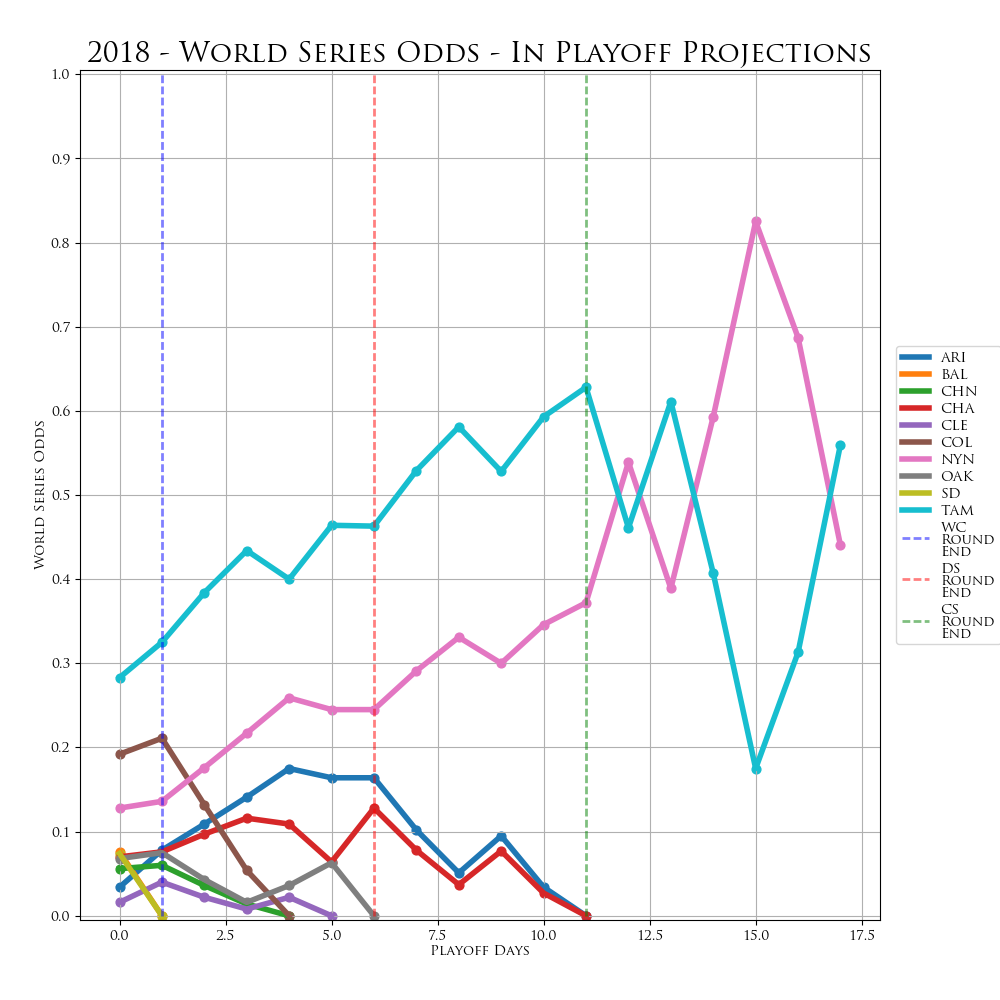 2018 - World Series Odds - In Playoff Projections
1.0
0.9
0.8
0.7
0.6
0.5
0.4
0.3
0.2
0.1
0.0
World Series Odds
0.0 2.5 5.0 7.5 10.0 12.5 15.0 17.5
Playoff Days
ARI
BAL
CHN
CHA
CLE
COL
NYN
OAK
SD
TAM
WC
Round
End
DS
Round
End
CS
Round
End